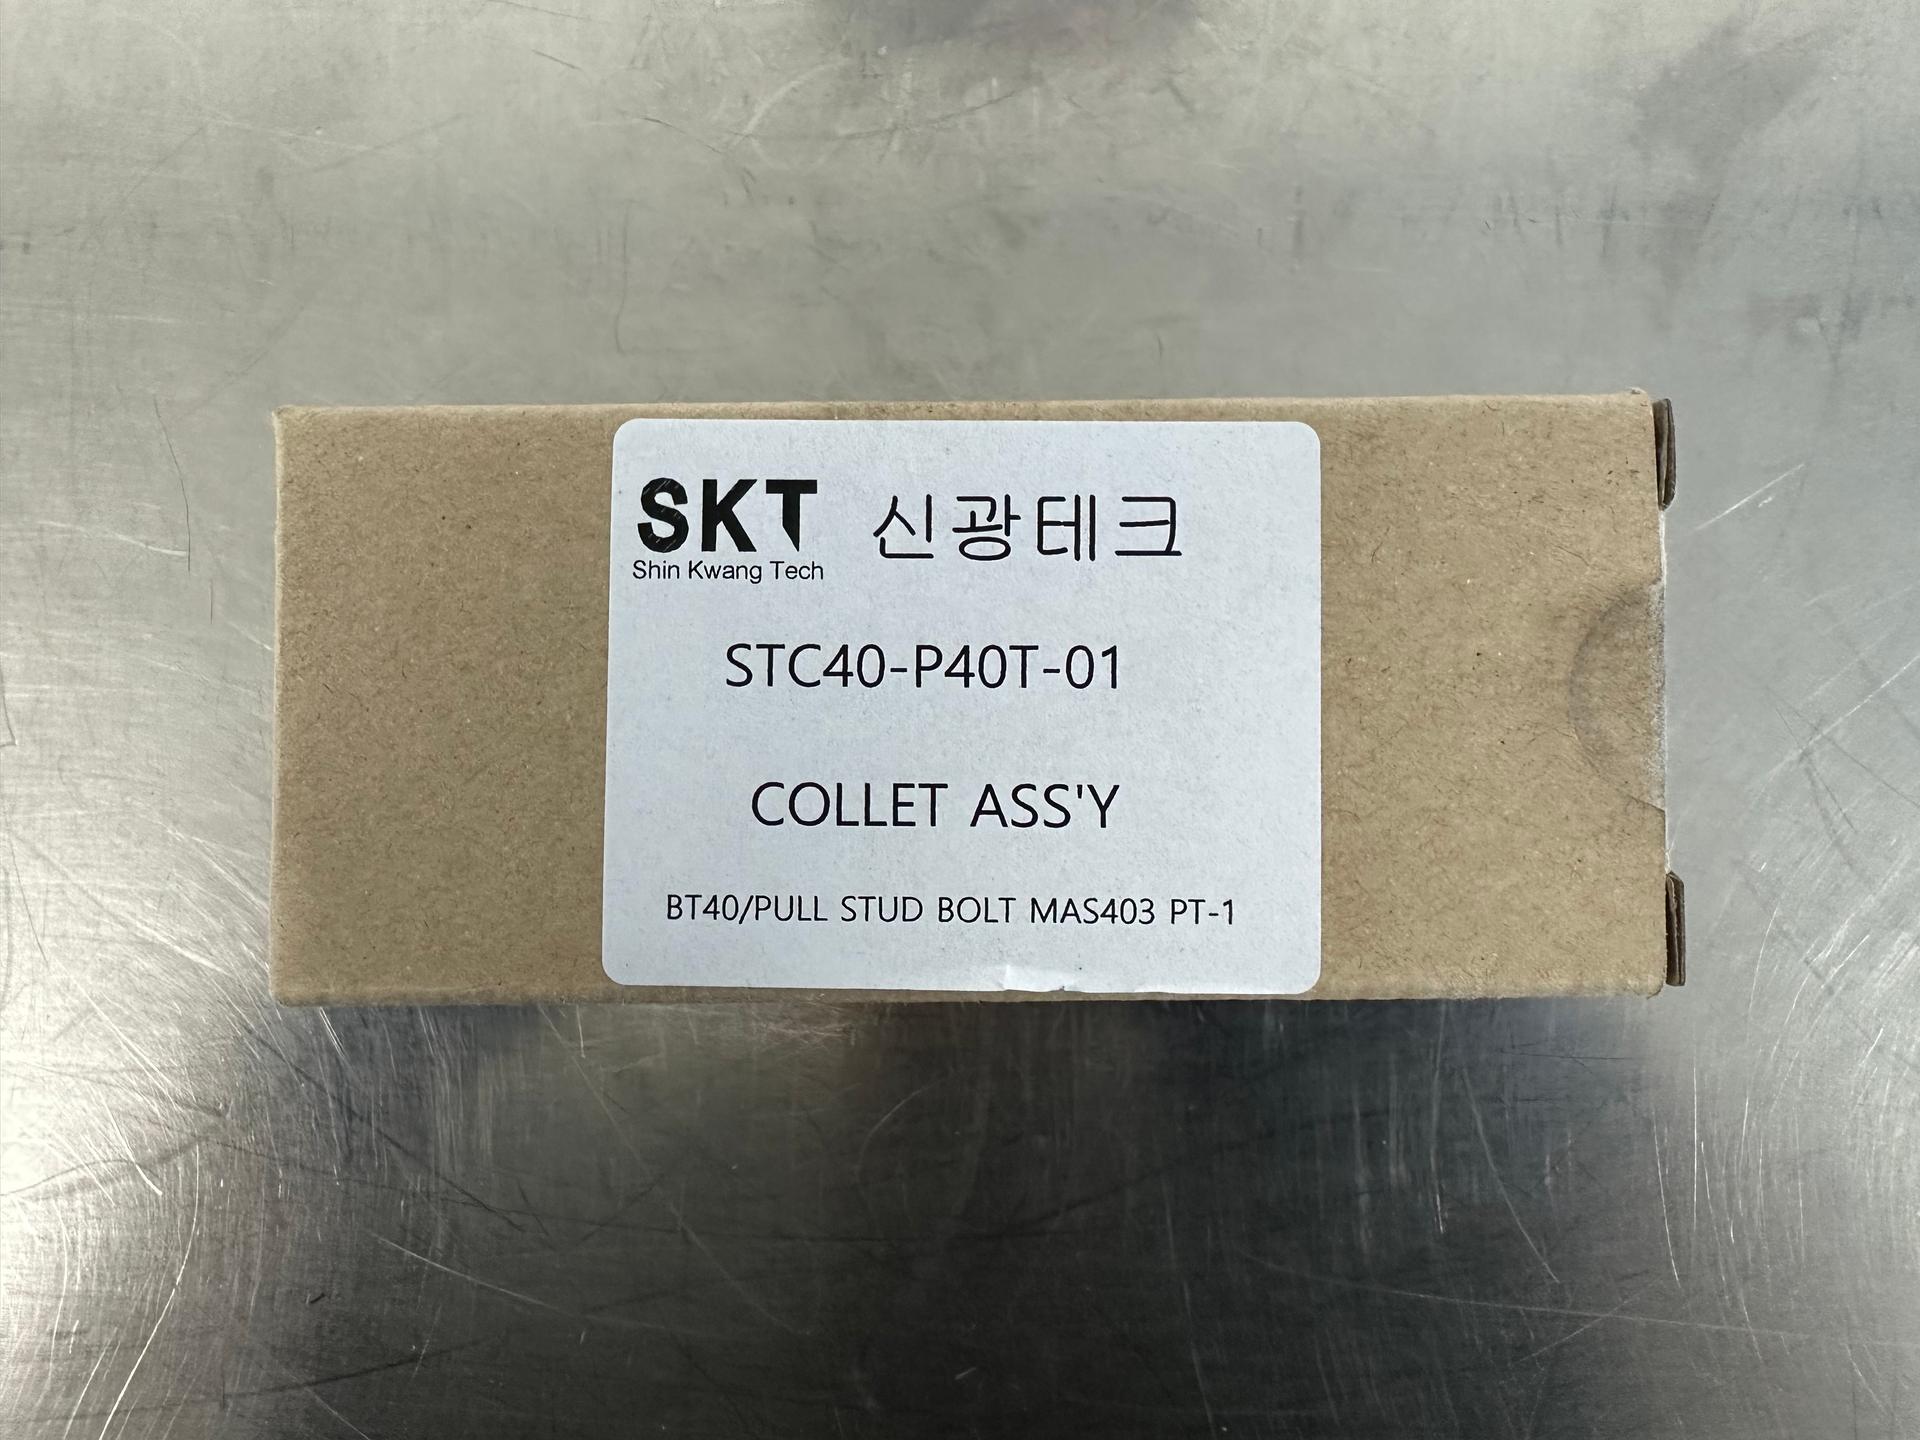 SKT 신광테크
Shin Kwang Tech
STC40-P40T-01
COLLET ASS'Y
BT40/PULL STUD BOLT MAS403 PT-1